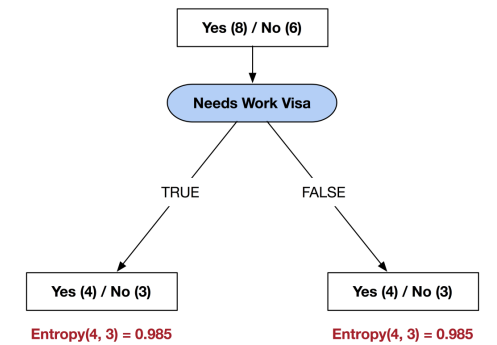 Yes (8) / No (6)
Needs Work Visa
TRUE
FALSE
Yes (4) / No (3)
Yes (4) / No (3)
Entropy(4, 3) = 0.985
Entropy(4, 3) = 0.985